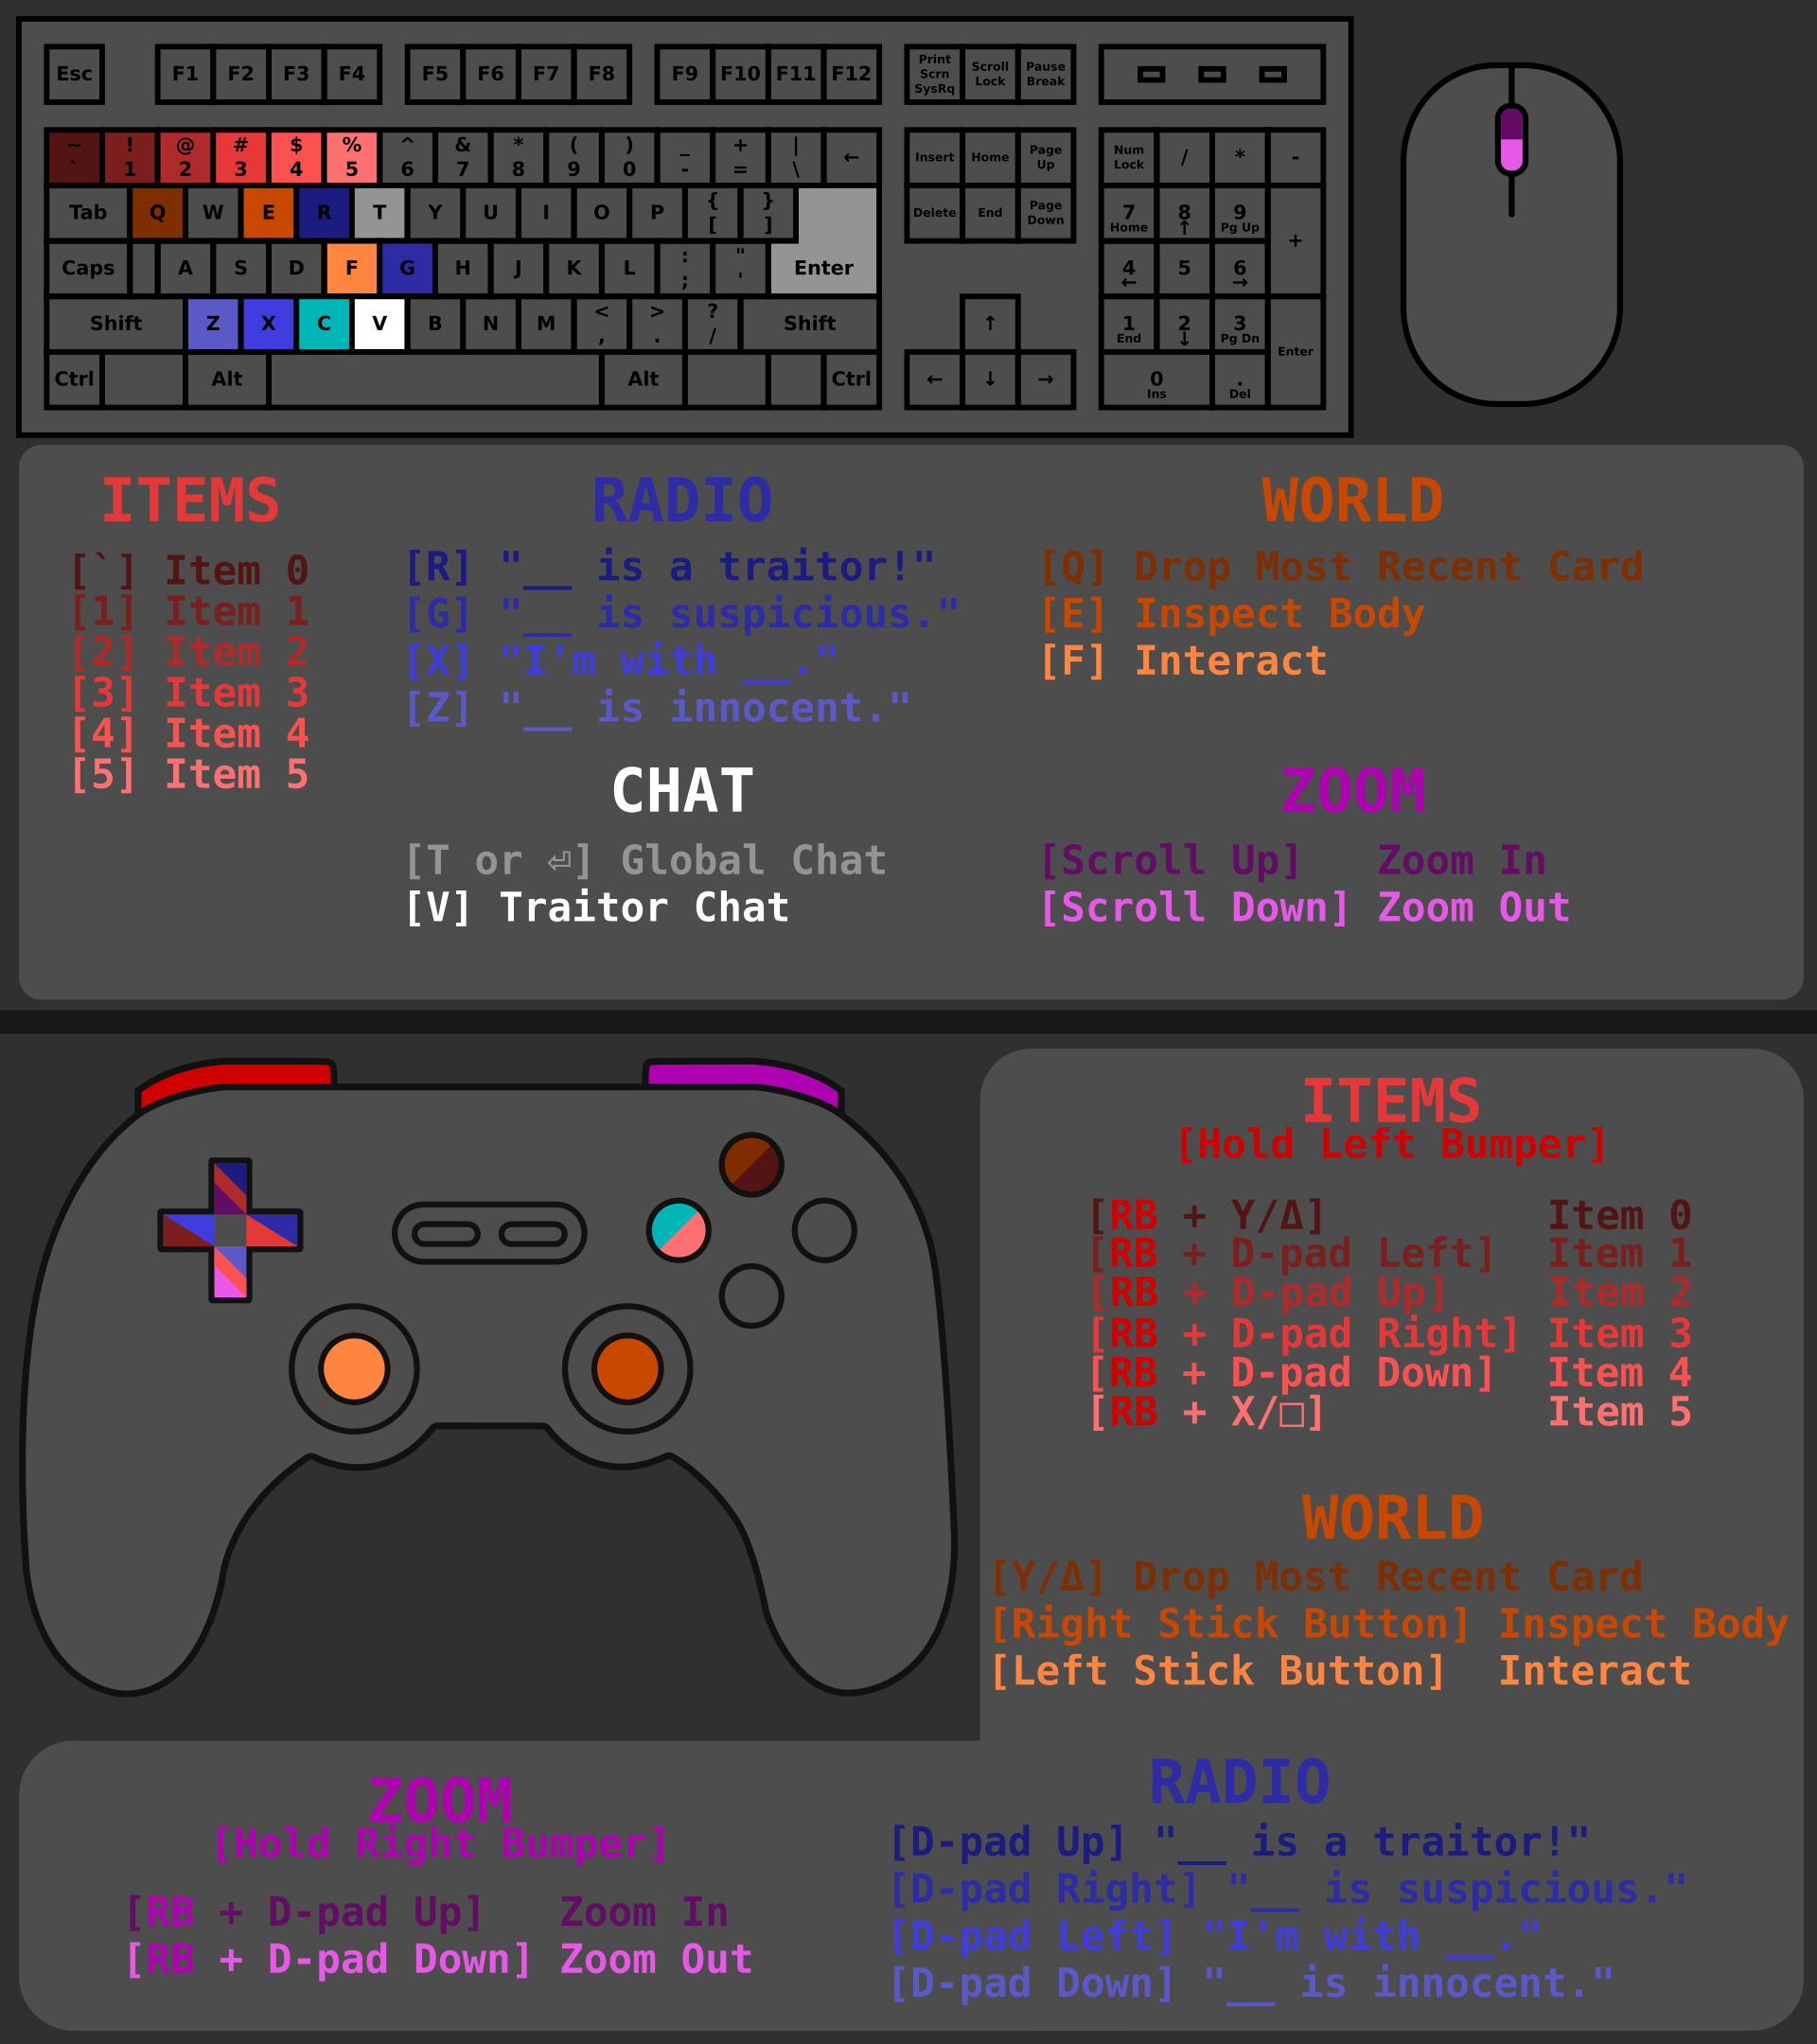 Esc F1 F2 F3 F4 F5 F6 F7 F8 F9 F10 F11 F12 Print Scrn SysRq Scroll Lock Pause Break
~ ` ! 1 @ 2 # 3 $ 4 % 5 ^ 6 & 7 * 8 ( 9 ) 0 _ - + = | \ ← Insert Home Page Up Num Lock / * -
Tab Q W E R T Y U I O P { [ } ] Delete End Page Down 7 Home 8 ↑ 9 Pg Up +
Caps A S D F G H J K L : ; " ' Enter 4 ← 5 6 →
Shift Z X C V B N M < , > . ? / Shift ↑ 1 End 2 ↓ 3 Pg Dn Enter
Ctrl Alt Alt Ctrl ← ↓ → 0 Ins . Del
ITEMS
[`] Item 0
[1] Item 1
[2] Item 2
[3] Item 3
[4] Item 4
[5] Item 5
RADIO
[R] "__ is a traitor!"
[G] "__ is suspicious."
[X] "I'm with __."
[Z] "__ is innocent."
WORLD
[Q] Drop Most Recent Card
[E] Inspect Body
[F] Interact
CHAT
[T or ⏎] Global Chat
[V] Traitor Chat
ZOOM
[Scroll Up] Zoom In
[Scroll Down] Zoom Out
ITEMS
[Hold Left Bumper]
[RB + Y/Δ] Item 0
[RB + D-pad Left] Item 1
[RB + D-pad Up] Item 2
[RB + D-pad Right] Item 3
[RB + D-pad Down] Item 4
[RB + X/□] Item 5
WORLD
[Y/Δ] Drop Most Recent Card
[Right Stick Button] Inspect Body
[Left Stick Button] Interact
ZOOM
[Hold Right Bumper]
[RB + D-pad Up] Zoom In
[RB + D-pad Down] Zoom Out
RADIO
[D-pad Up] "__ is a traitor!"
[D-pad Right] "__ is suspicious."
[D-pad Left] "I'm with __."
[D-pad Down] "__ is innocent."